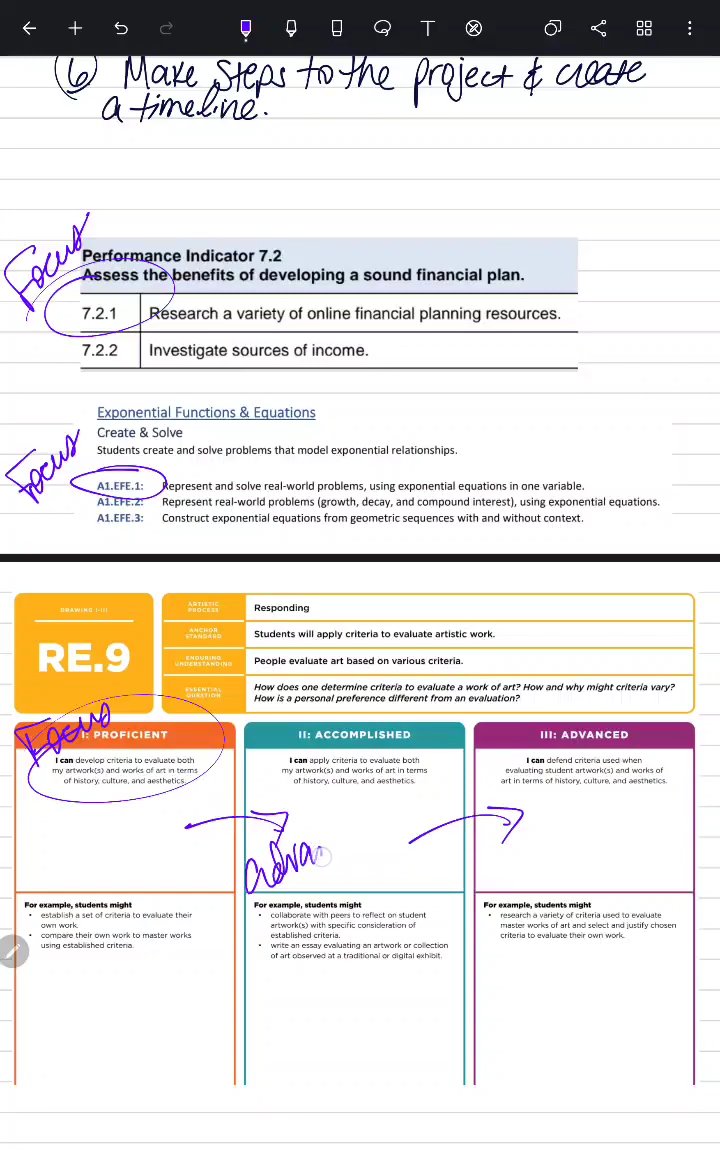 ⑥ Make steps to the project & create
a timeline.
Focus
Performance Indicator 7.2
Assess the benefits of developing a sound financial plan.
7.2.1 Research a variety of online financial planning resources.
7.2.2 Investigate sources of income.
Exponential Functions & Equations
Create & Solve
Students create and solve problems that model exponential relationships.
Focus
A1.EFE.1: Represent and solve real-world problems, using exponential equations in one variable.
A1.EFE.2: Represent real-world problems (growth, decay, and compound interest), using exponential equations.
A1.EFE.3: Construct exponential equations from geometric sequences with and without context.
DRAWING I-III
RE.9
ARTISTIC
PROCESS
Responding
ANCHOR
STANDARD
Students will apply criteria to evaluate artistic work.
ENDURING
UNDERSTANDING
People evaluate art based on various criteria.
ESSENTIAL
QUESTION
How does one determine criteria to evaluate a work of art? How and why might criteria vary?
How is a personal preference different from an evaluation?
Focus
I: PROFICIENT
I can develop criteria to evaluate both
my artwork(s) and works of art in terms
of history, culture, and aesthetics.
For example, students might
• establish a set of criteria to evaluate their
own work.
• compare their own work to master works
using established criteria.
II: ACCOMPLISHED
I can apply criteria to evaluate both
my artwork(s) and works of art in terms
of history, culture, and aesthetics.
Adva
For example, students might
• collaborate with peers to reflect on student
artwork(s) with specific consideration of
established criteria.
• write an essay evaluating an artwork or collection
of art observed at a traditional or digital exhibit.
III: ADVANCED
I can defend criteria used when
evaluating student artwork(s) and works of
art in terms of history, culture, and aesthetics.
For example, students might
• research a variety of criteria used to evaluate
master works of art and select and justify chosen
criteria to evaluate their own work.